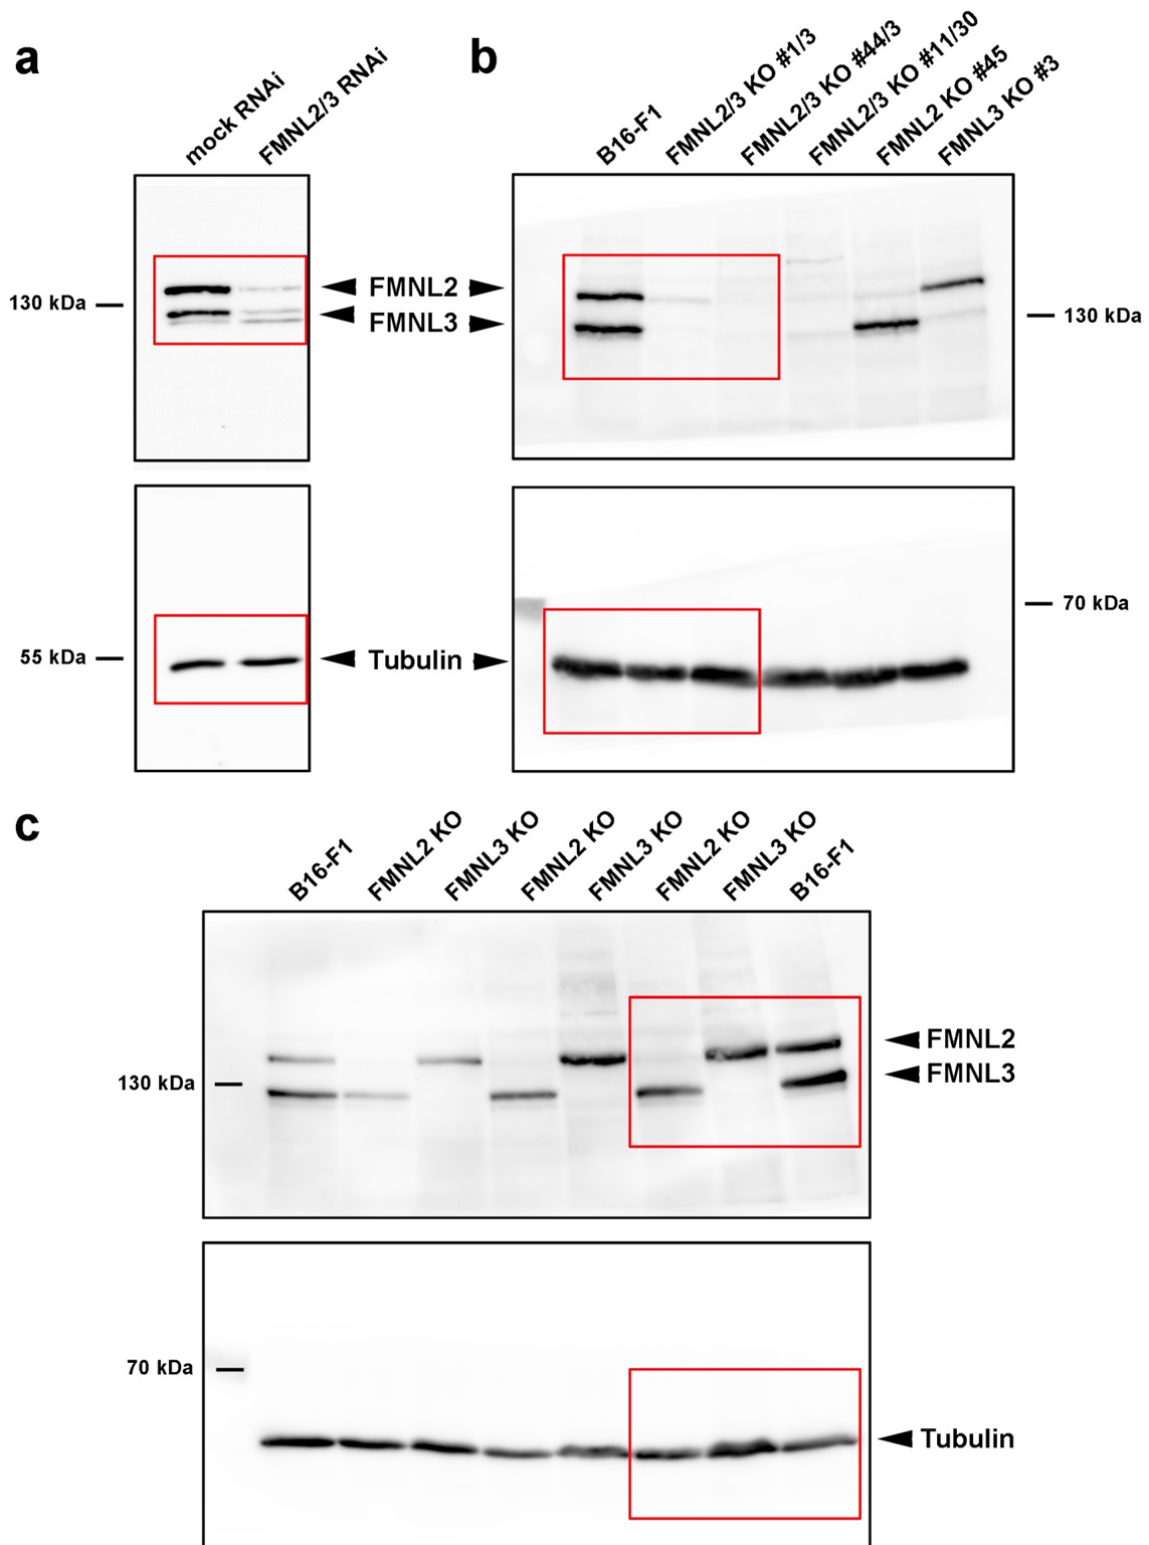 a
mock RNAi
FMNL2/3 RNAi
b
B16-F1
FMNL2/3 KO #1/3
FMNL2/3 KO #44/3
FMNL2/3 KO #11/30
FMNL2 KO #45
FMNL3 KO #3
130 kDa
FMNL2
FMNL3
130 kDa
70 kDa
55 kDa
Tubulin
c
B16-F1
FMNL2 KO
FMNL3 KO
FMNL2 KO
FMNL3 KO
FMNL2 KO
FMNL3 KO
B16-F1
FMNL2
FMNL3
130 kDa
70 kDa
Tubulin